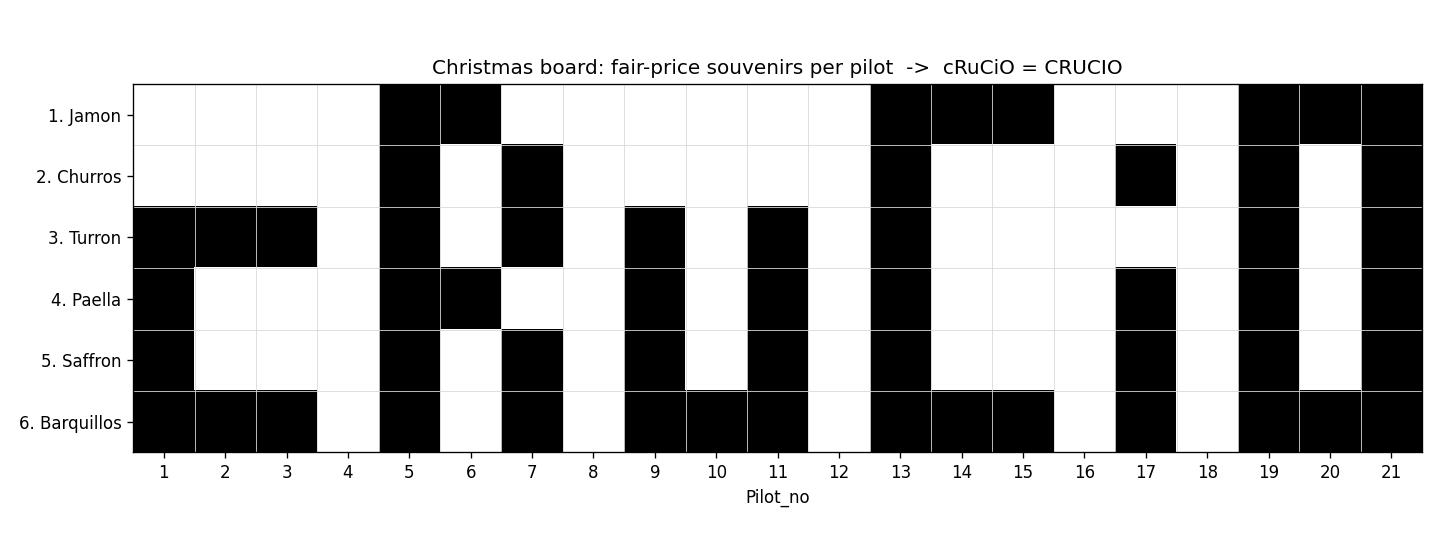 Christmas board: fair-price souvenirs per pilot -> cRuCiO = CRUCIO
1. Jamon
2. Churros
3. Turron
4. Paella
5. Saffron
6. Barquillos
1 2 3 4 5 6 7 8 9 10 11 12 13 14 15 16 17 18 19 20 21
Pilot_no